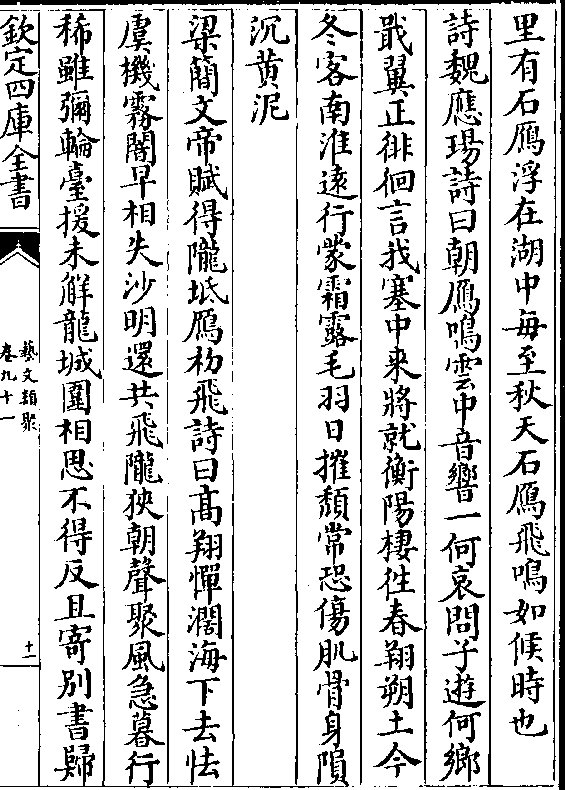 里有石鴈浮在湖中每至秋天石鴈飛鳴如候時也
詩魏應瑒詩曰朝鴈鳴雲中音響一何哀問子遊何鄉
戢翼正徘徊言我塞中来將就衡陽棲徃春翔朔土今
冬客南淮逺行蒙霜露毛羽日摧頽常恐傷肌骨身隕
沉黄泥
梁簡文帝賦得隴坻鴈初飛詩曰高翔憚濶海下去怯
虞機霧闇早相失沙明還共飛隴狹朝聲聚風急暮行
稀雖彌輪臺援未解龍城圍相思不得反且寄别書歸
欽定四庫全書
藝文類聚
卷九十一
十一